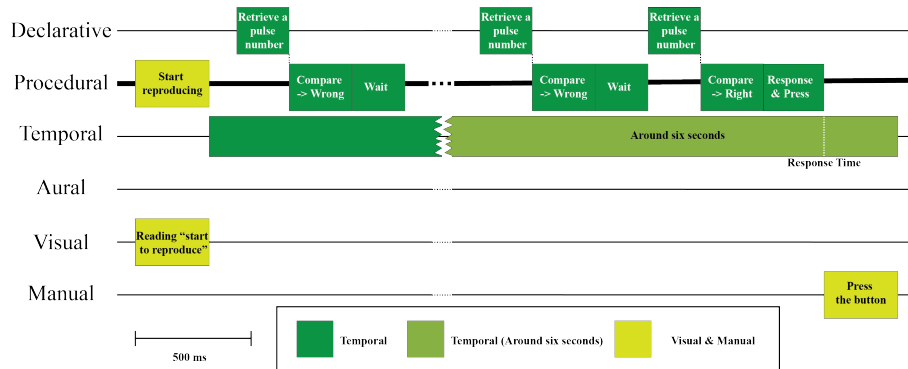 Declarative
Retrieve a
pulse
number
Retrieve a
pulse
number
Retrieve a
pulse
number
Procedural
Start
reproducing
Compare
-> Wrong
Wait
Compare
-> Wrong
Wait
Compare
-> Right
Response
& Press
Temporal
Around six seconds
Response Time
Aural
Visual
Reading “start
to reproduce”
Manual
Press
the button
500 ms
Temporal
Temporal (Around six seconds)
Visual & Manual